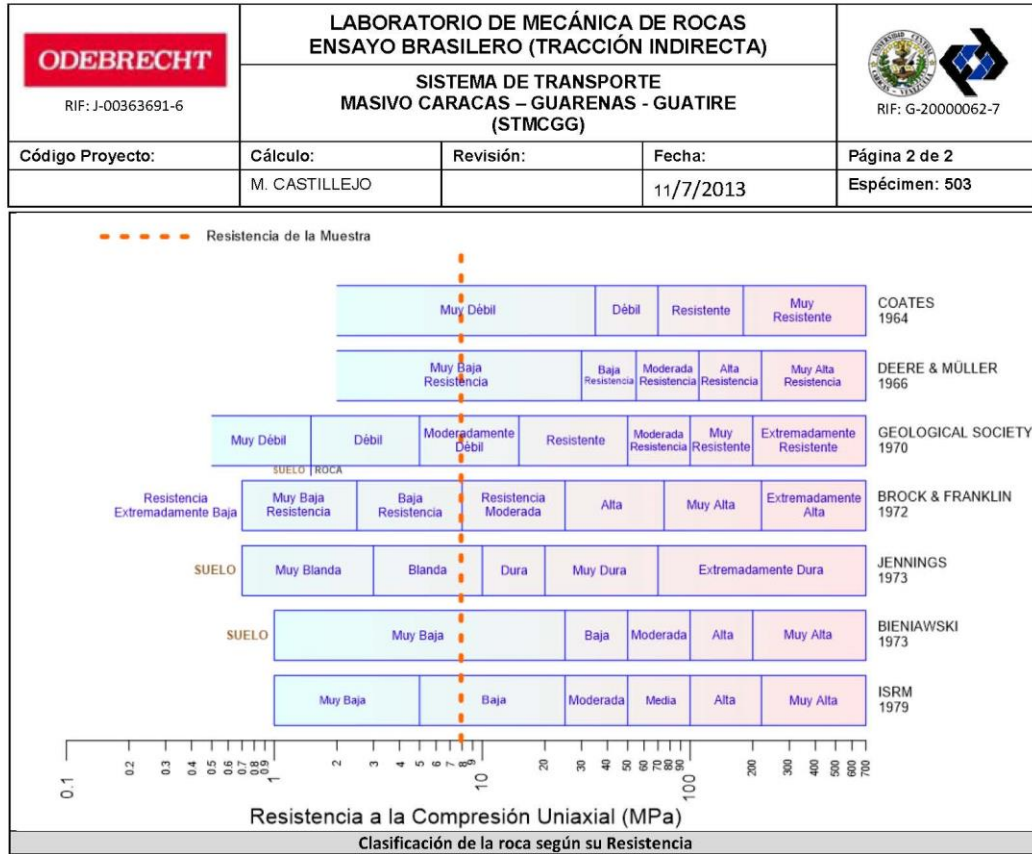 ODEBRECHT
RIF: J-00363691-6
LABORATORIO DE MECÁNICA DE ROCAS
ENSAYO BRASILERO (TRACCIÓN INDIRECTA)
SISTEMA DE TRANSPORTE
MASIVO CARACAS – GUARENAS - GUATIRE
(STMCGG)
UNIVERSIDAD CENTRAL
CARACAS - VENEZUELA
RIF: G-20000062-7
Código Proyecto:
Cálculo:
Revisión:
Fecha:
Página 2 de 2
M. CASTILLEJO
11/7/2013
Espécimen: 503
Resistencia de la Muestra
Muy Dèbil
Dèbil
Resistente
Muy
Resistente
COATES
1964
Muy Baja
Resistencia
Baja
Resistencia
Moderada
Resistencia
Alta
Resistencia
Muy Alta
Resistencia
DEERE & MÜLLER
1966
Muy Dèbil
Dèbil
Moderadamente
Dèbil
Resistente
Moderada
Resistencia
Muy
Resistente
Extremadamente
Resistente
GEOLOGICAL SOCIETY
1970
SUELO | ROCA
Resistencia
Extremadamente Baja
Muy Baja
Resistencia
Baja
Resistencia
Resistencia
Moderada
Alta
Muy Alta
Extremadamente
Alta
BROCK & FRANKLIN
1972
SUELO
Muy Blanda
Blanda
Dura
Muy Dura
Extremadamente Dura
JENNINGS
1973
SUELO
Muy Baja
Baja
Moderada
Alta
Muy Alta
BIENIAWSKI
1973
Muy Baja
Baja
Moderada
Media
Alta
Muy Alta
ISRM
1979
0.1 0.2 0.3 0.4 0.5 0.6 0.7 0.8 0.9 1 2 3 4 5 6 7 8 9 10 20 30 40 50 60 70 80 90 100 200 300 400 500 600 700
Resistencia a la Compresión Uniaxial (MPa)
Clasificación de la roca según su Resistencia